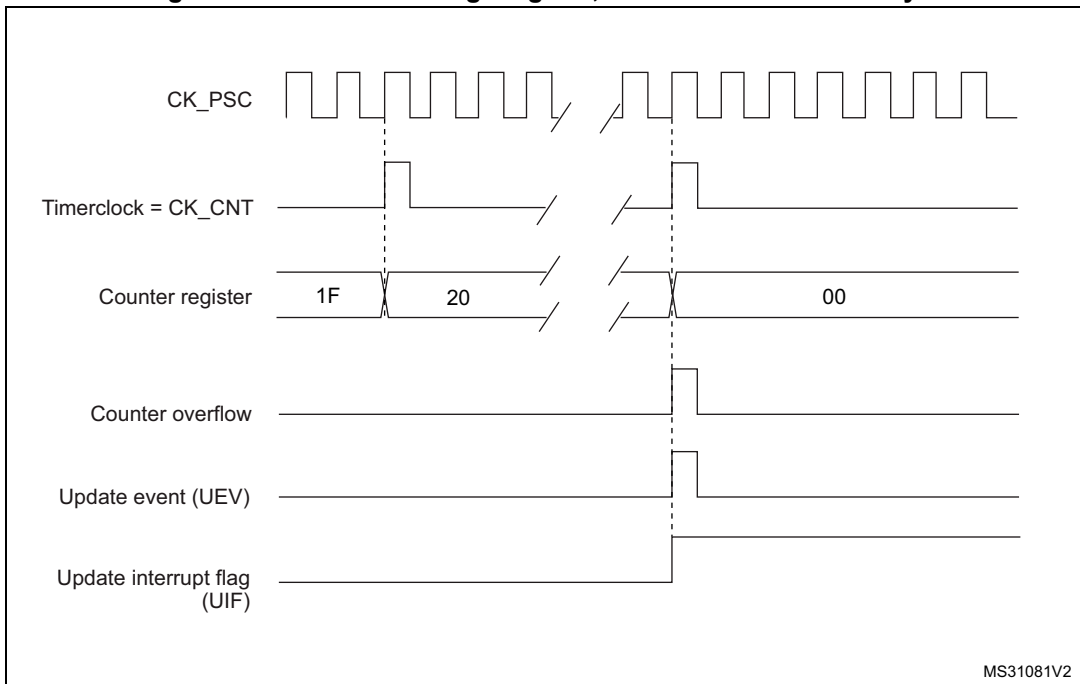 CK_PSC
Timerclock = CK_CNT
Counter register
1F
20
00
Counter overflow
Update event (UEV)
Update interrupt flag
(UIF)
MS31081V2